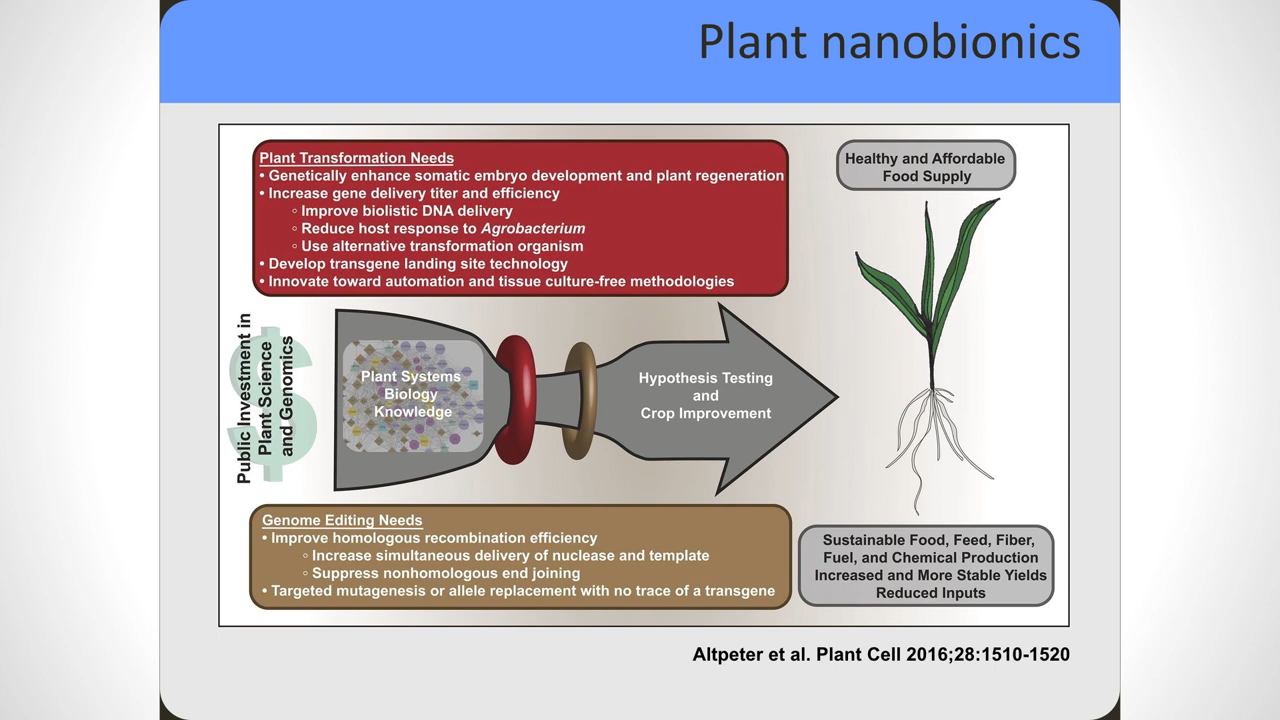 Plant nanobionics
Plant Transformation Needs
• Genetically enhance somatic embryo development and plant regeneration
• Increase gene delivery titer and efficiency
◦ Improve biolistic DNA delivery
◦ Reduce host response to Agrobacterium
◦ Use alternative transformation organism
• Develop transgene landing site technology
• Innovate toward automation and tissue culture-free methodologies
Healthy and Affordable
Food Supply
$
Public Investment in
Plant Science
and Genomics
Plant Systems
Biology
Knowledge
Hypothesis Testing
and
Crop Improvement
Genome Editing Needs
• Improve homologous recombination efficiency
◦ Increase simultaneous delivery of nuclease and template
◦ Suppress nonhomologous end joining
• Targeted mutagenesis or allele replacement with no trace of a transgene
Sustainable Food, Feed, Fiber,
Fuel, and Chemical Production
Increased and More Stable Yields
Reduced Inputs
Altpeter et al. Plant Cell 2016;28:1510-1520